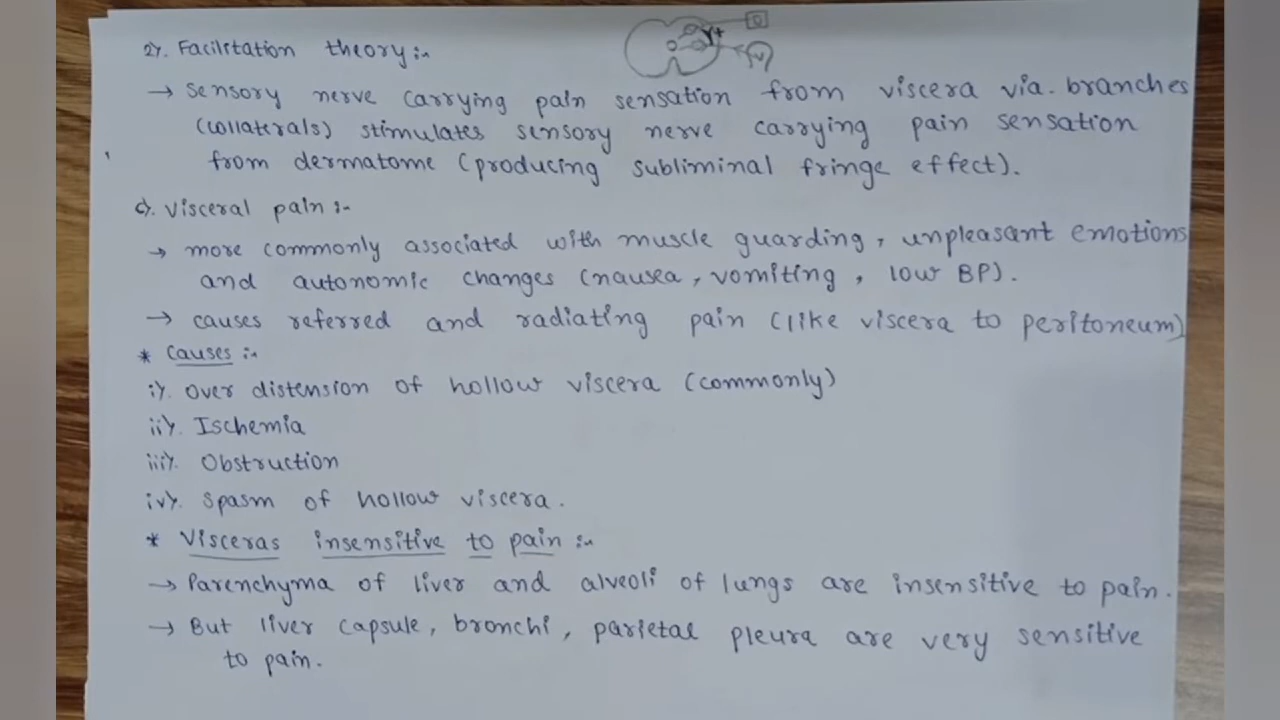 2). Facilitation theory :-
→ sensory nerve carrying pain sensation from viscera via. branches
(collaterals) stimulates sensory nerve carrying pain sensation
from dermatome (producing subliminal fringe effect).
c). Visceral pain :-
→ more commonly associated with muscle guarding, unpleasant emotions
and autonomic changes (nausea, vomiting, low BP).
→ causes referred and radiating pain (like viscera to peritoneum)
* Causes :-
i). Over distension of hollow viscera (commonly)
ii). Ischemia
iii). Obstruction
iv). Spasm of hollow viscera.
* Visceras insensitive to pain :-
→ Parenchyma of liver and alveoli of lungs are insensitive to pain.
→ But liver capsule, bronchi, parietal pleura are very sensitive
to pain.